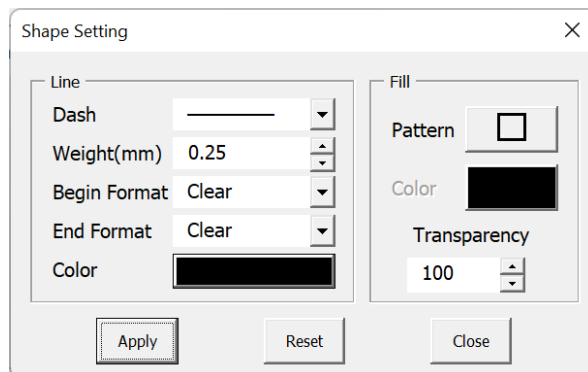 Shape Setting
Line
Dash
Weight(mm) 0.25
Begin Format Clear
End Format Clear
Color
Fill
Pattern
Color
Transparency
100
Apply Reset Close